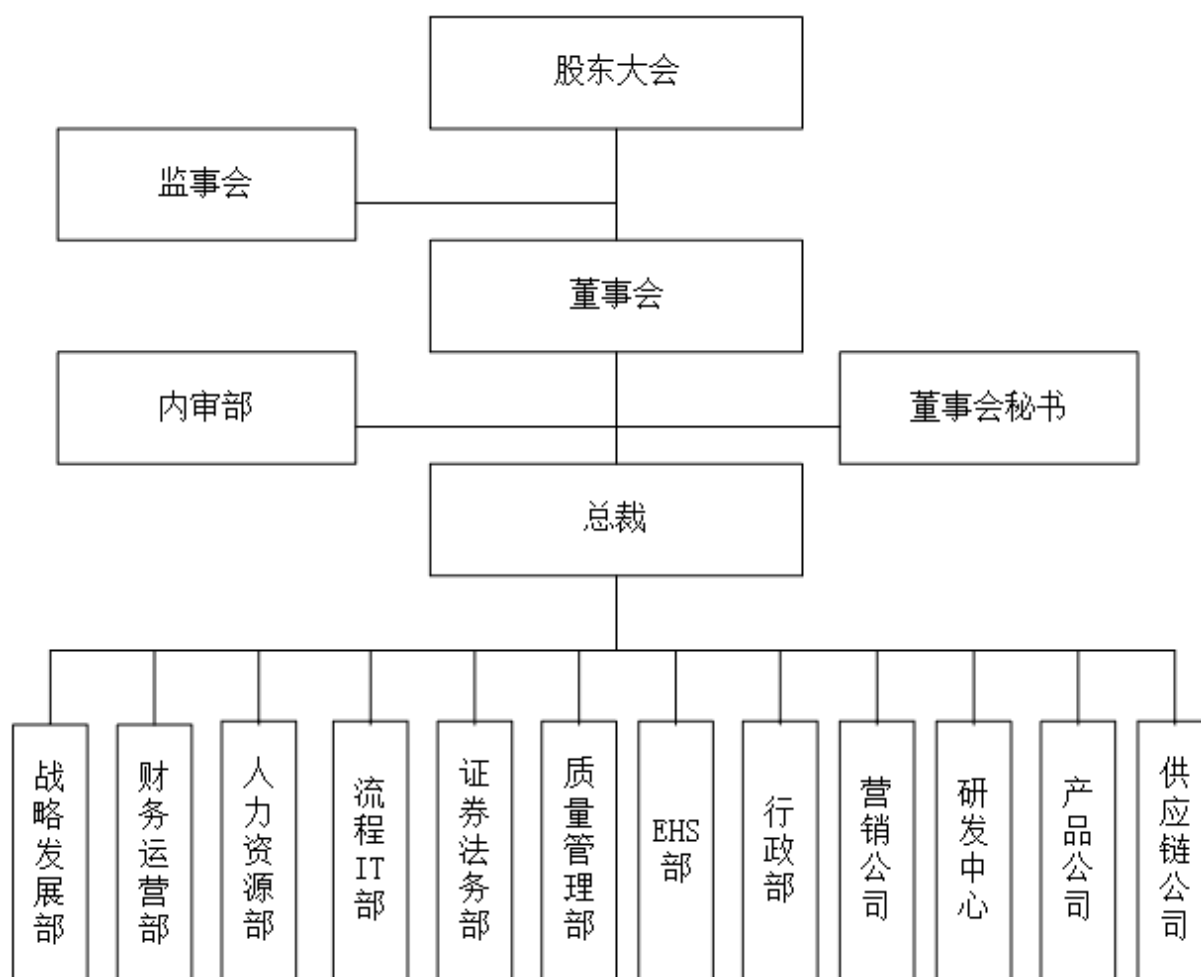 股东大会
监事会
董事会
内审部
董事会秘书
总裁
战略发展部
财务运营部
人力资源部
流程IT部
证券法务部
质量管理部
EHS部
行政部
营销公司
研发中心
产品公司
供应链公司